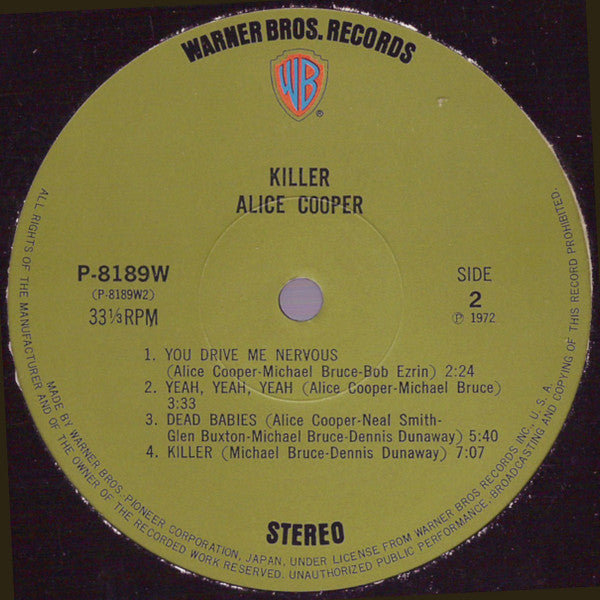 WARNER BROS. RECORDS
WB
®
KILLER
ALICE COOPER
P-8189W
(P-8189W2)
33⅓RPM
SIDE
2
℗ 1972
1. YOU DRIVE ME NERVOUS
(Alice Cooper-Michael Bruce-Bob Ezrin) 2:24
2. YEAH, YEAH, YEAH (Alice Cooper-Michael Bruce)
3:33
3. DEAD BABIES (Alice Cooper-Neal Smith-
Glen Buxton-Michael Bruce-Dennis Dunaway) 5:40
4. KILLER (Michael Bruce-Dennis Dunaway) 7:07
STEREO
MADE BY WARNER BROS.-PIONEER CORPORATION, JAPAN, UNDER LICENSE FROM WARNER BROS RECORDS INC., U.S.A.
ALL RIGHTS OF THE MANUFACTURER AND OF THE OWNER OF THE RECORDED WORK RESERVED. UNAUTHORIZED PUBLIC PERFORMANCE, BROADCASTING AND COPYING OF THIS RECORD PROHIBITED.